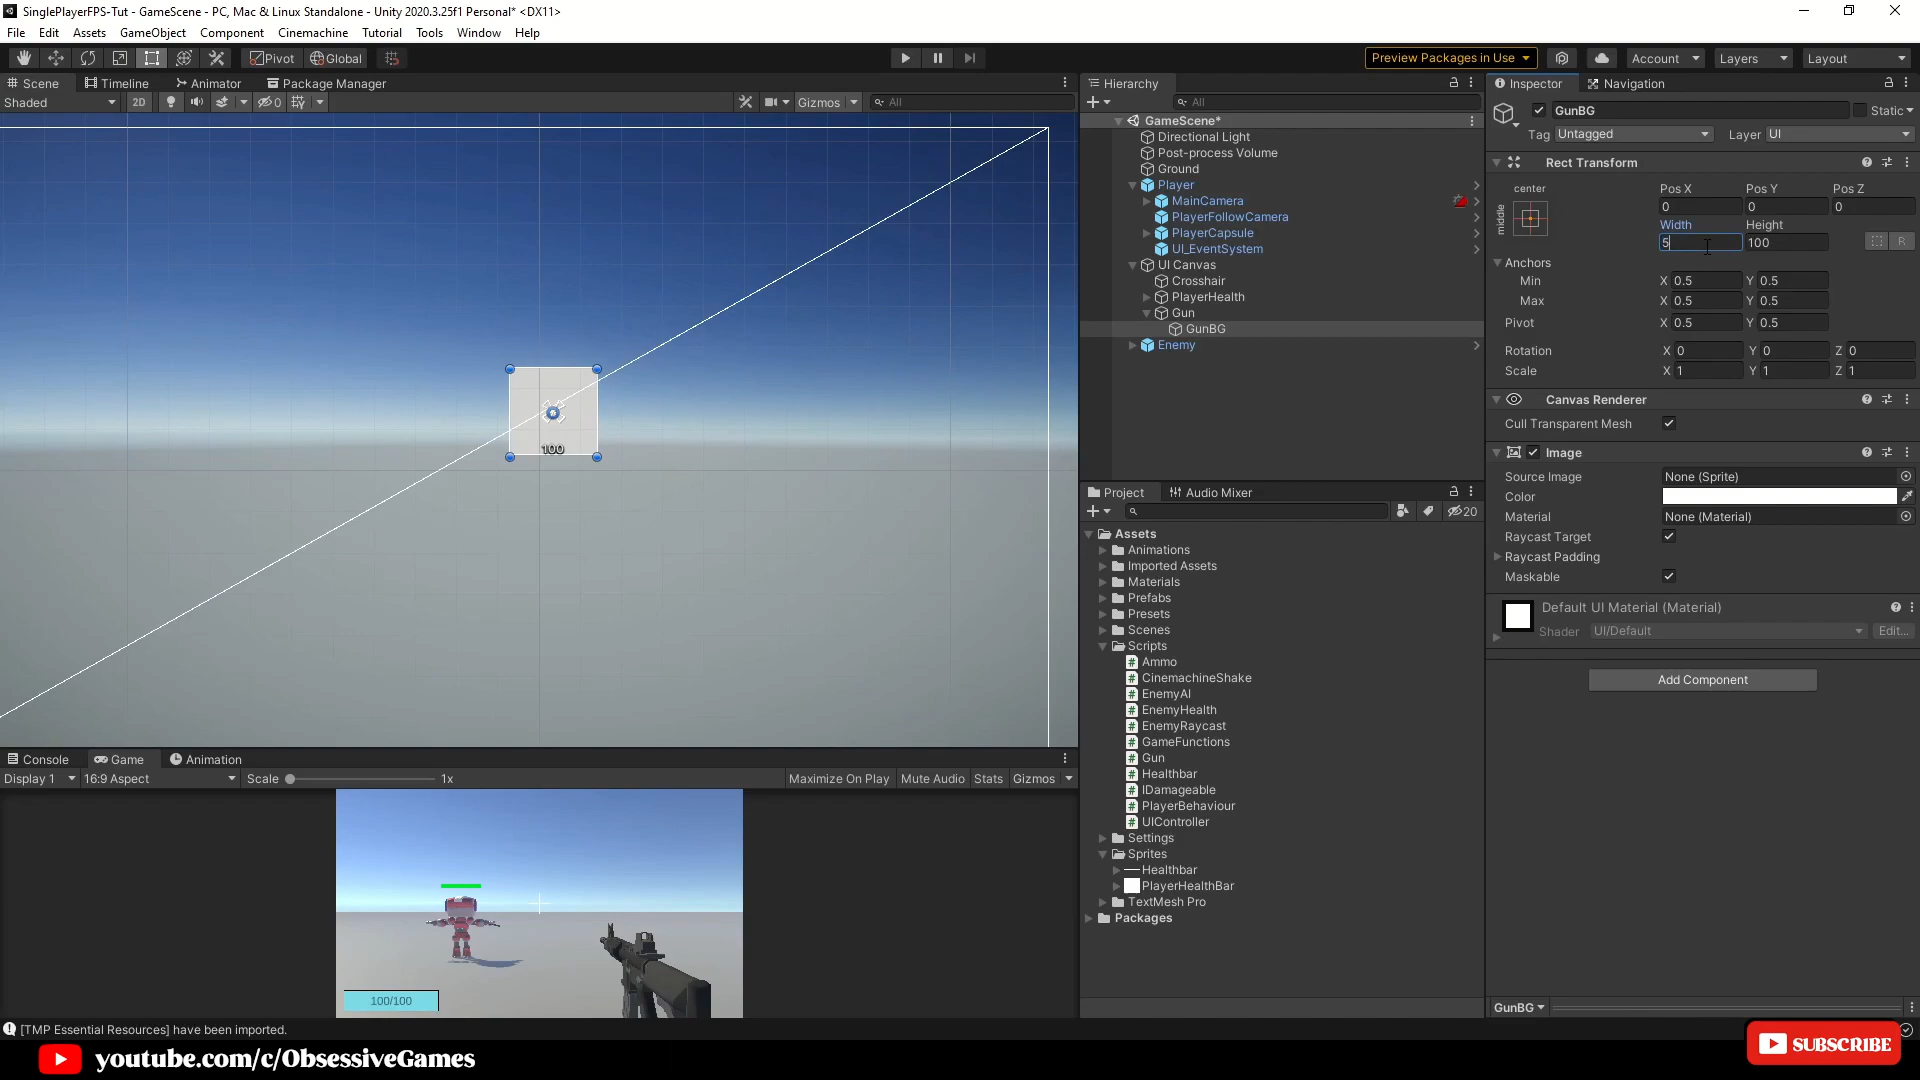 SinglePlayerFPS-Tut - GameScene - PC, Mac & Linux Standalone - Unity 2020.3.25f1 Personal* <DX11>
File Edit Assets GameObject Component Cinemachine Tutorial Tools Window Help
Pivot Global Preview Packages in Use Account Layers Layout
Scene Timeline Animator Package Manager
Shaded 2D 0 Gizmos All
100
Hierarchy
All
GameScene*
Directional Light
Post-process Volume
Ground
Player
MainCamera
PlayerFollowCamera
PlayerCapsule
UI_EventSystem
UI Canvas
Crosshair
PlayerHealth
Gun
GunBG
Enemy
Project Audio Mixer
20
Assets
Animations
Imported Assets
Materials
Prefabs
Presets
Scenes
Scripts
Ammo
CinemachineShake
EnemyAI
EnemyHealth
EnemyRaycast
GameFunctions
Gun
Healthbar
IDamageable
PlayerBehaviour
UIController
Settings
Sprites
Healthbar
PlayerHealthBar
TextMesh Pro
Packages
Inspector Navigation
GunBG Static
Tag Untagged Layer UI
Rect Transform
center Pos X Pos Y Pos Z
middle 0 0 0
Width Height
5 100 R
Anchors
Min X 0.5 Y 0.5
Max X 0.5 Y 0.5
Pivot X 0.5 Y 0.5
Rotation X 0 Y 0 Z 0
Scale X 1 Y 1 Z 1
Canvas Renderer
Cull Transparent Mesh
Image
Source Image None (Sprite)
Color
Material None (Material)
Raycast Target
Raycast Padding
Maskable
Default UI Material (Material)
Shader UI/Default Edit...
Add Component
GunBG
Console Game Animation
Display 1 16:9 Aspect Scale 1x Maximize On Play Mute Audio Stats Gizmos
100/100
[TMP Essential Resources] have been imported.
youtube.com/c/ObsessiveGames
SUBSCRIBE